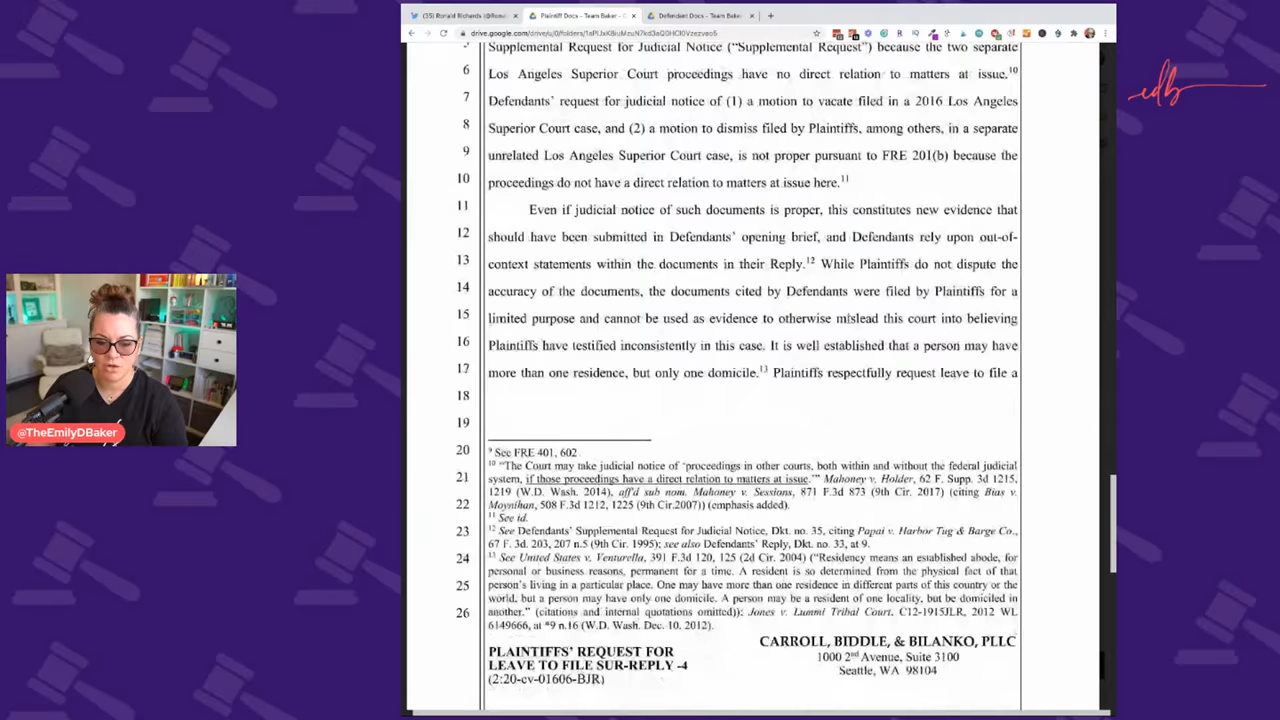 (35) Ronald Richards (@Rona
Plaintiff Docs - Team Baker - G
Defendant Docs - Team Baker
edb
Supplemental Request for Judicial Notice (“Supplemental Request”) because the two separate
6 Los Angeles Superior Court proceedings have no direct relation to matters at issue.10
7 Defendants’ request for judicial notice of (1) a motion to vacate filed in a 2016 Los Angeles
8 Superior Court case, and (2) a motion to dismiss filed by Plaintiffs, among others, in a separate
9 unrelated Los Angeles Superior Court case, is not proper pursuant to FRE 201(b) because the
10 proceedings do not have a direct relation to matters at issue here.11
11 Even if judicial notice of such documents is proper, this constitutes new evidence that
12 should have been submitted in Defendants’ opening brief, and Defendants rely upon out-of-
13 context statements within the documents in their Reply.12 While Plaintiffs do not dispute the
14 accuracy of the documents, the documents cited by Defendants were filed by Plaintiffs for a
15 limited purpose and cannot be used as evidence to otherwise mislead this court into believing
16 Plaintiffs have testified inconsistently in this case. It is well established that a person may have
17 more than one residence, but only one domicile.13 Plaintiffs respectfully request leave to file a
18
19
20 9 See FRE 401, 602
10 “The Court may take judicial notice of ‘proceedings in other courts, both within and without the federal judicial
21 system, if those proceedings have a direct relation to matters at issue.’” Mahoney v. Holder, 62 F. Supp. 3d 1215,
1219 (W.D. Wash. 2014), aff’d sub nom. Mahoney v. Sessions, 871 F.3d 873 (9th Cir. 2017) (citing Bias v.
22 Moynihan, 508 F.3d 1212, 1225 (9th Cir.2007)) (emphasis added).
11 See id.
23 12 See Defendants’ Supplemental Request for Judicial Notice, Dkt. no. 35, citing Papai v. Harbor Tug & Barge Co.,
67 F. 3d. 203, 207 n.5 (9th Cir. 1995); see also Defendants’ Reply, Dkt. no. 33, at 9.
24 13 See United States v. Venturella, 391 F.3d 120, 125 (2d Cir. 2004) (“Residency means an established abode, for
personal or business reasons, permanent for a time. A resident is so determined from the physical fact of that
25 person’s living in a particular place. One may have more than one residence in different parts of this country or the
world, but a person may have only one domicile. A person may be a resident of one locality, but be domiciled in
26 another.” (citations and internal quotations omitted)); Jones v. Lummi Tribal Court, C12-1915JLR, 2012 WL
6149666, at *9 n.16 (W.D. Wash. Dec. 10, 2012).
PLAINTIFFS’ REQUEST FOR
LEAVE TO FILE SUR-REPLY -4
(2:20-cv-01606-BJR)
CARROLL, BIDDLE, & BILANKO, PLLC
1000 2nd Avenue, Suite 3100
Seattle, WA 98104
@TheEmilyDBaker